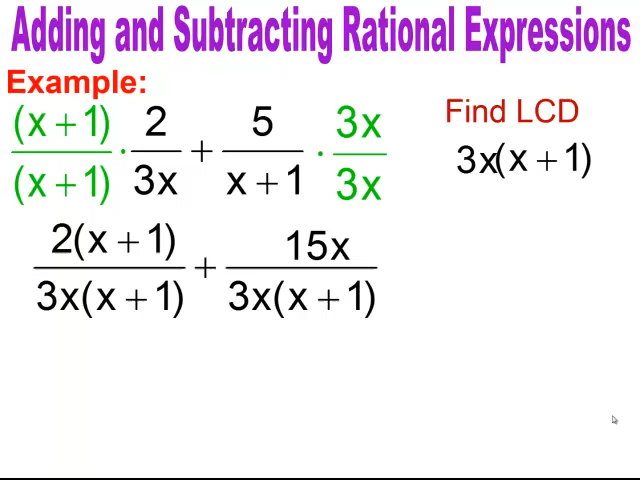 Adding and Subtracting Rational Expressions
Example:
(x + 1)/(x + 1) · 2/3x + 5/x + 1 · 3x/3x
Find LCD
3x(x + 1)
2(x + 1)/3x(x + 1) + 15x/3x(x + 1)